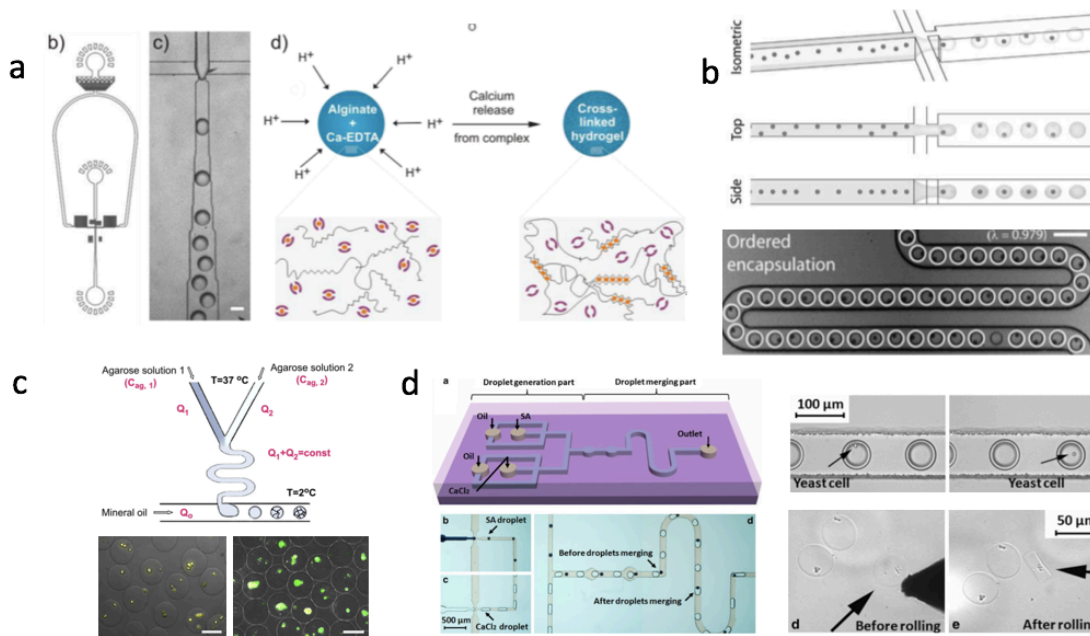 a
b)
c)
d)
H⁺
H⁺
H⁺
H⁺
H⁺
H⁺
Alginate
+
Ca-EDTA
Calcium
release
from complex
Cross-
linked
hydrogel
b
Isometric
Top
Side
Ordered
encapsulation
(λ = 0.979)
c
Agarose solution 1
(Cag, 1)
T=37 °C
Agarose solution 2
(Cag, 2)
Q₁
Q₂
Q₁+Q₂=const
T=2°C
Mineral oil
Qo
d
a
Droplet generation part
Droplet merging part
Oil
SA
Oil
CaCl₂
Outlet
b
SA droplet
c
500 μm
CaCl₂ droplet
d
Before droplets merging
After droplets merging
100 μm
Yeast cell
Yeast cell
50 μm
d
Before rolling
e
After rollin